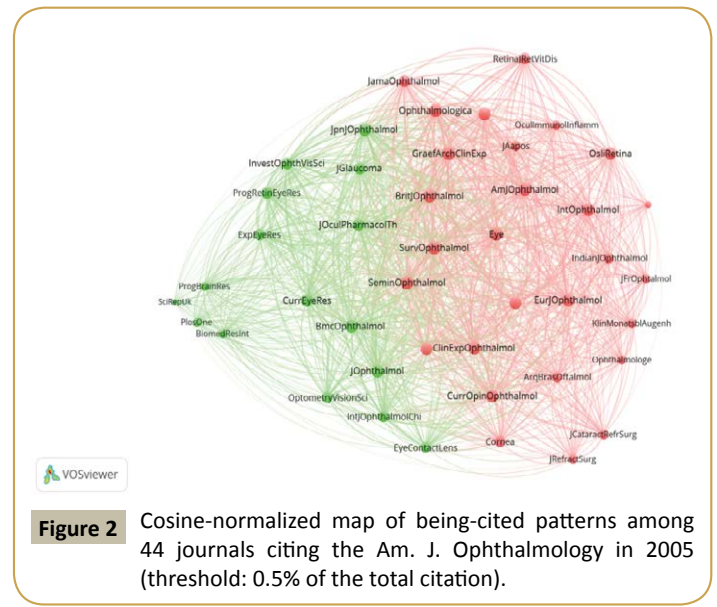 RetinalRetVitDis
JamaOphthalmol
Ophthalmologica
OculImmunolInflamm
JpnJOphthalmol
JAapos
GraefArchClinExp
OsliRetina
InvestOphthVisSci
JGlaucoma
ProgRetinEyeRes
BritJOphthalmol
AmJOphthalmol
IntOphthalmol
JOculPharmacolTh
ExpEyeRes
Eye
SurvOphthalmol
IndianJOphthalmol
JFrOphtalmol
SeminOphthalmol
ProgBrainRes
SciRepUk
CurrEyeRes
EurJOphthalmol
PlosOne
BiomedResInt
BmcOphthalmol
KlinMonatsblAugenh
ClinExpOphthalmol
Ophthalmologe
JOphthalmol
ArqBrasOftalmol
OptometryVisionSci
CurrOpinOphthalmol
IntJOphthalmolChi
JCataractRefrSurg
EyeContactLens
Cornea
JRefractSurg
VOSviewer
Figure 2
Cosine-normalized map of being-cited patterns among
44 journals citing the Am. J. Ophthalmology in 2005
(threshold: 0.5% of the total citation).